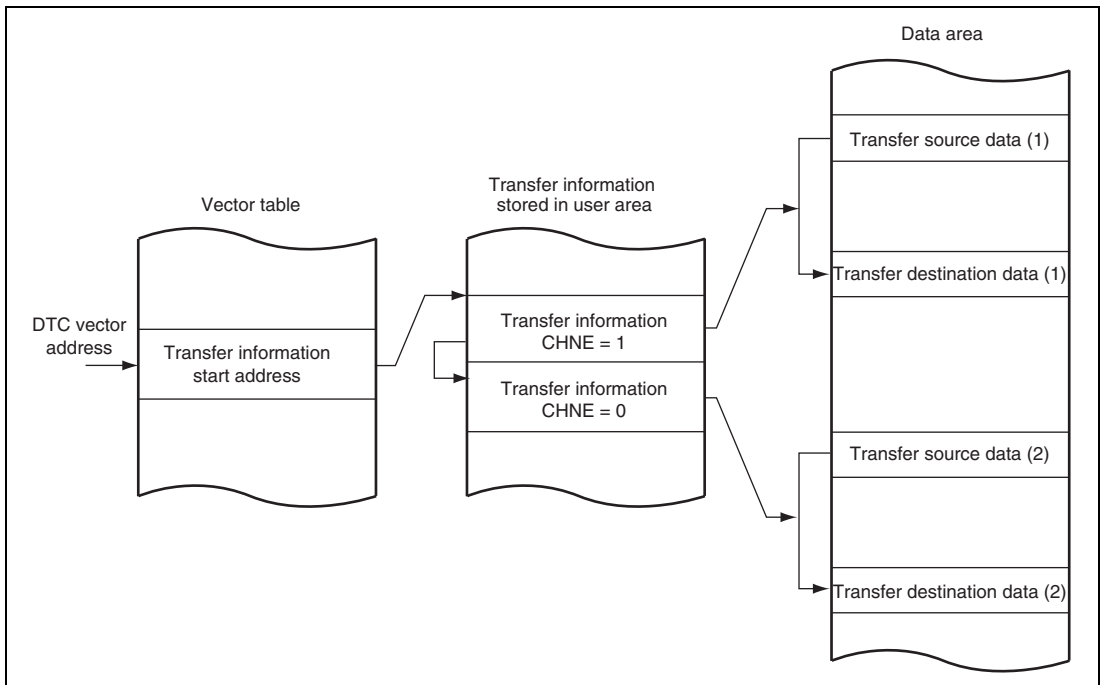 Data area
Transfer source data (1)
Transfer information
stored in user area
Vector table
Transfer destination data (1)
DTC vector
address
Transfer information
CHNE = 1
Transfer information
start address
Transfer information
CHNE = 0
Transfer source data (2)
Transfer destination data (2)